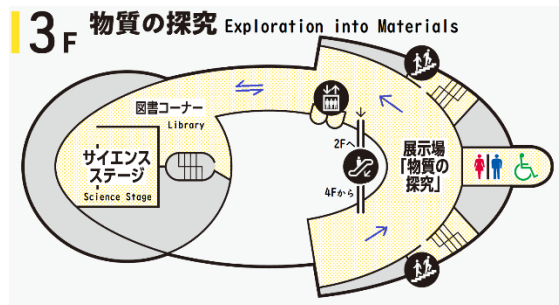 3F 物質の探究 Exploration into Materials
図書コーナー
Library
サイエンス
ステージ
Science Stage
2Fへ
4Fから
展示場
「物質の
探究」